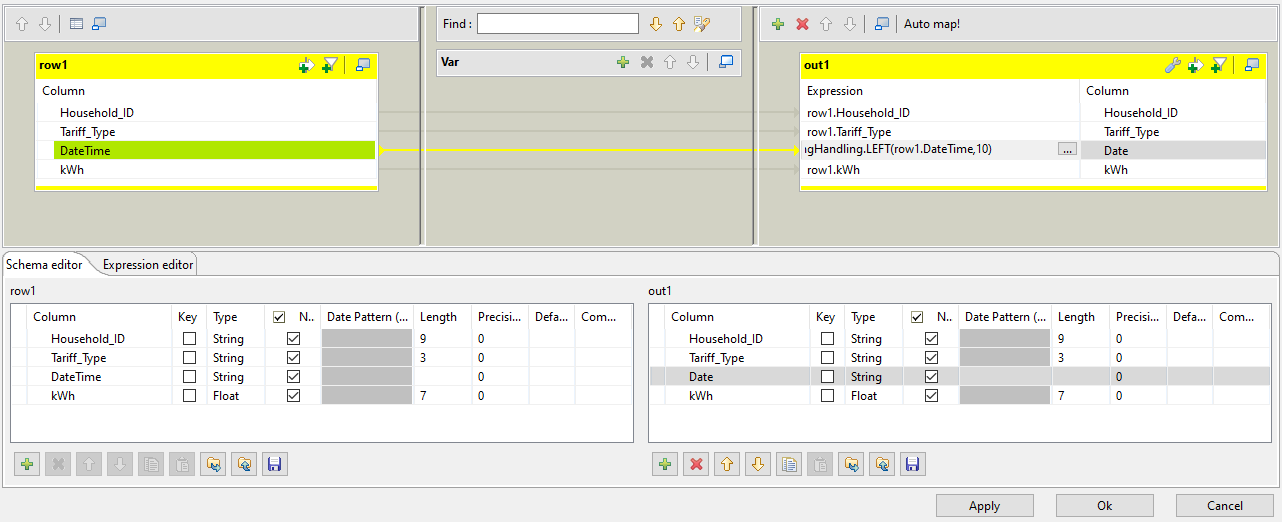 Find :
Auto map!
row1
Var
out1
Column
Expression
Column
Household_ID
row1.Household_ID
Household_ID
Tariff_Type
row1.Tariff_Type
Tariff_Type
DateTime
ıgHandling.LEFT(row1.DateTime,10)
...
Date
kWh
row1.kWh
kWh
Schema editor
Expression editor
row1
Column Key Type N.. Date Pattern (... Length Precisi... Defa... Com...
Household_ID String 9 0
Tariff_Type String 3 0
DateTime String 0
kWh Float 7 0
out1
Column Key Type N.. Date Pattern (... Length Precisi... Defa... Com...
Household_ID String 9 0
Tariff_Type String 3 0
Date String 0
kWh Float 7 0
Apply
Ok
Cancel